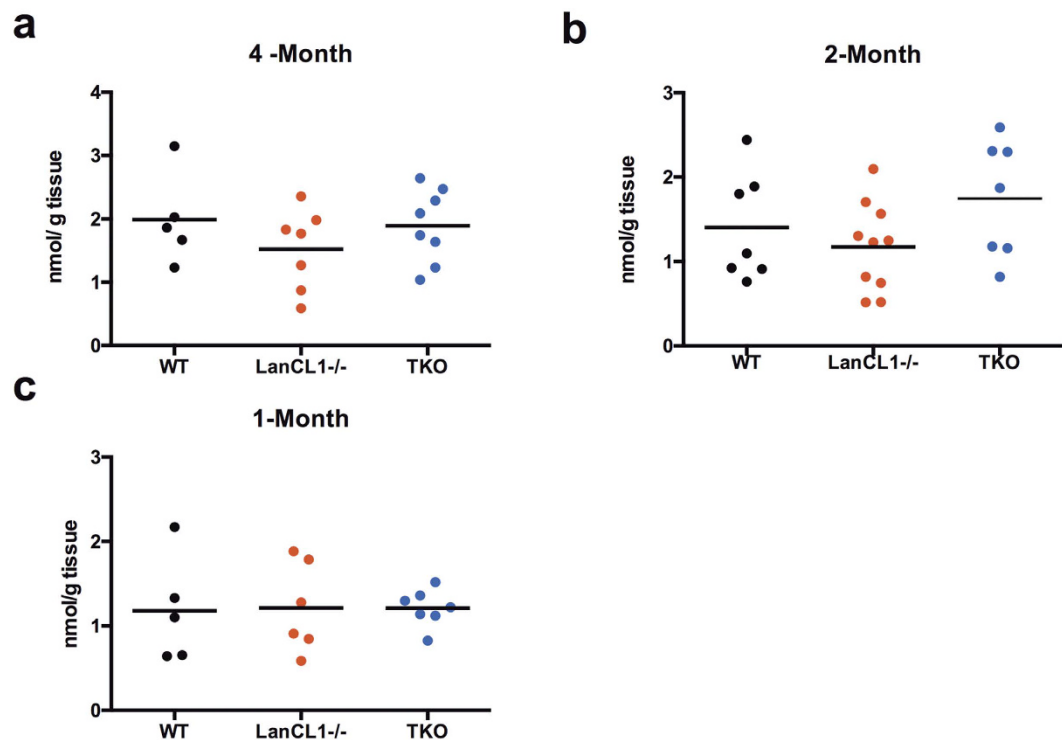 a
4 -Month
nmol/ g tissue
4
3
2
1
0
WT LanCL1-/- TKO
b
2-Month
nmol/g tissue
3
2
1
0
WT LanCL1-/- TKO
c
1-Month
nmol/g tissue
3
2
1
0
WT LanCL1-/- TKO